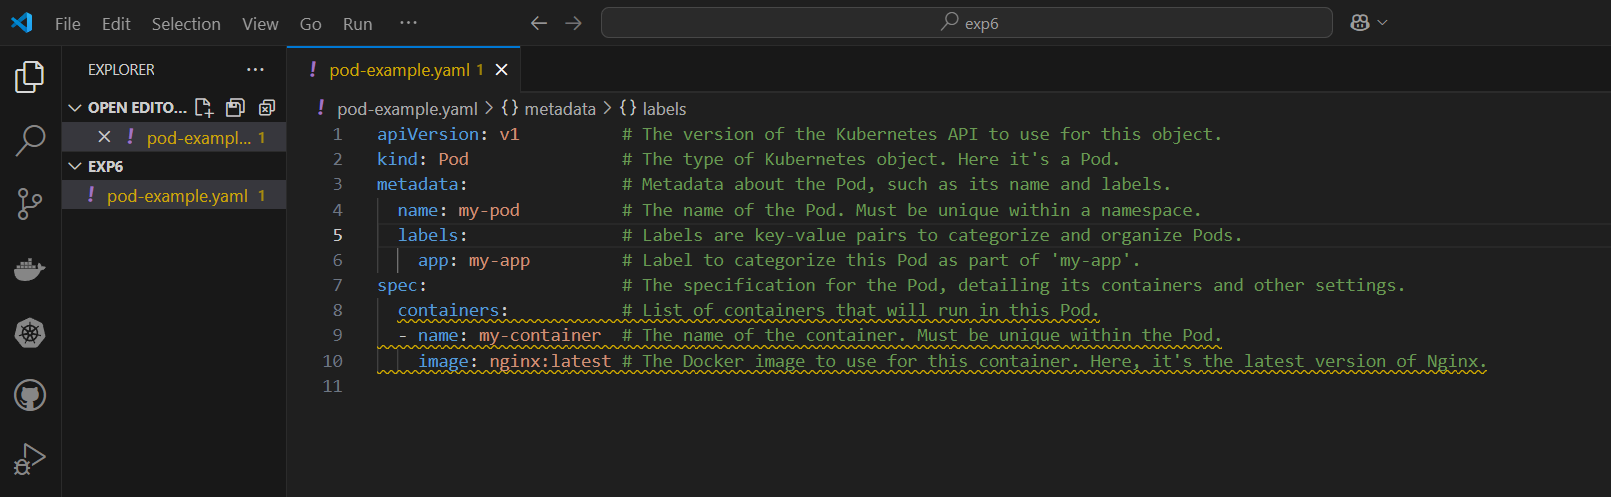 File Edit Selection View Go Run ··· ← → exp6
EXPLORER ···
! pod-example.yaml 1 ×
OPEN EDITO...
! pod-exampl... 1
EXP6
! pod-example.yaml 1
! pod-example.yaml > {} metadata > {} labels
1 apiVersion: v1 # The version of the Kubernetes API to use for this object.
2 kind: Pod # The type of Kubernetes object. Here it's a Pod.
3 metadata: # Metadata about the Pod, such as its name and labels.
4 name: my-pod # The name of the Pod. Must be unique within a namespace.
5 labels: # Labels are key-value pairs to categorize and organize Pods.
6 app: my-app # Label to categorize this Pod as part of 'my-app'.
7 spec: # The specification for the Pod, detailing its containers and other settings.
8 containers: # List of containers that will run in this Pod.
9 - name: my-container # The name of the container. Must be unique within the Pod.
10 image: nginx:latest # The Docker image to use for this container. Here, it's the latest version of Nginx.
11